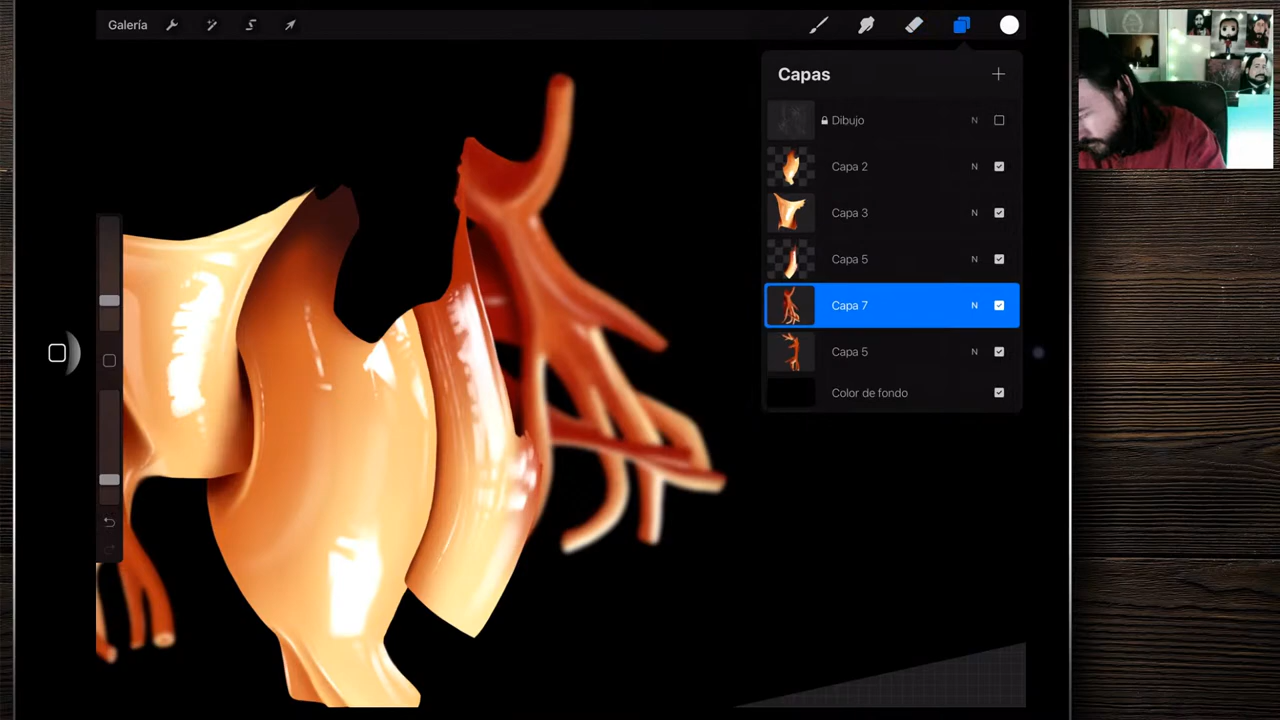 Galería
Capas
Dibujo N
Capa 2 N
Capa 3 N
Capa 5 N
Capa 7 N
Capa 5 N
Color de fondo